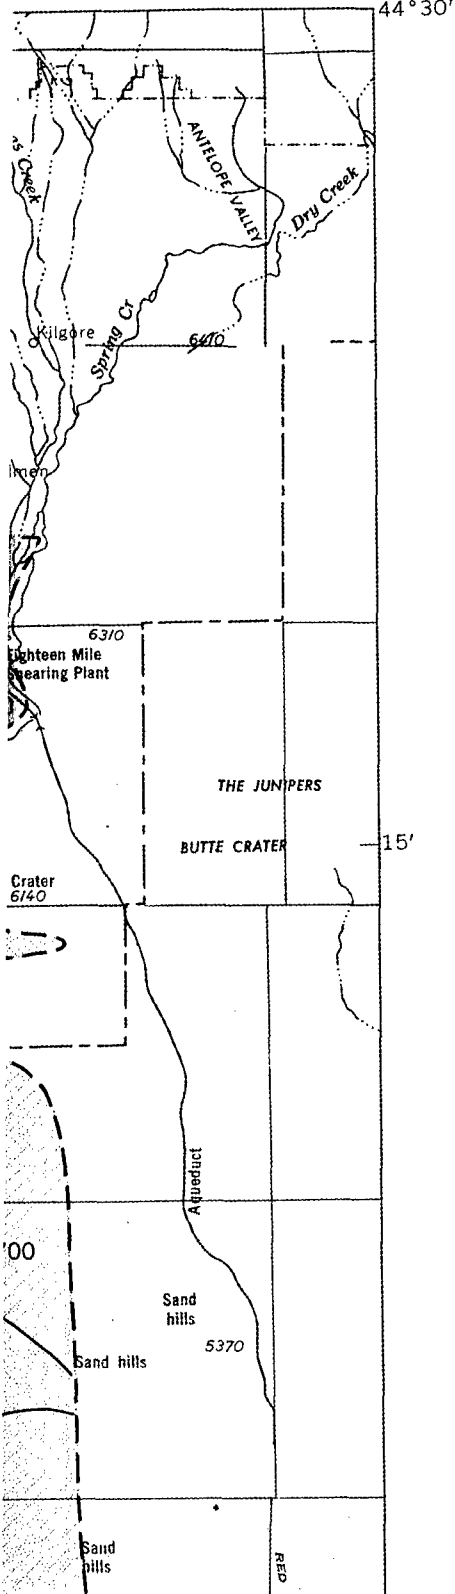 44°30'
Creek
ANTELOPE VALLEY
Dry Creek
Kilgore
Spring Cr
6410
6310
Eighteen Mile
Shearing Plant
THE JUNIPERS
BUTTE CRATER
15'
Crater
6140
Aqueduct
'00
Sand
hills
5370
Sand hills
Sand
hills
RED